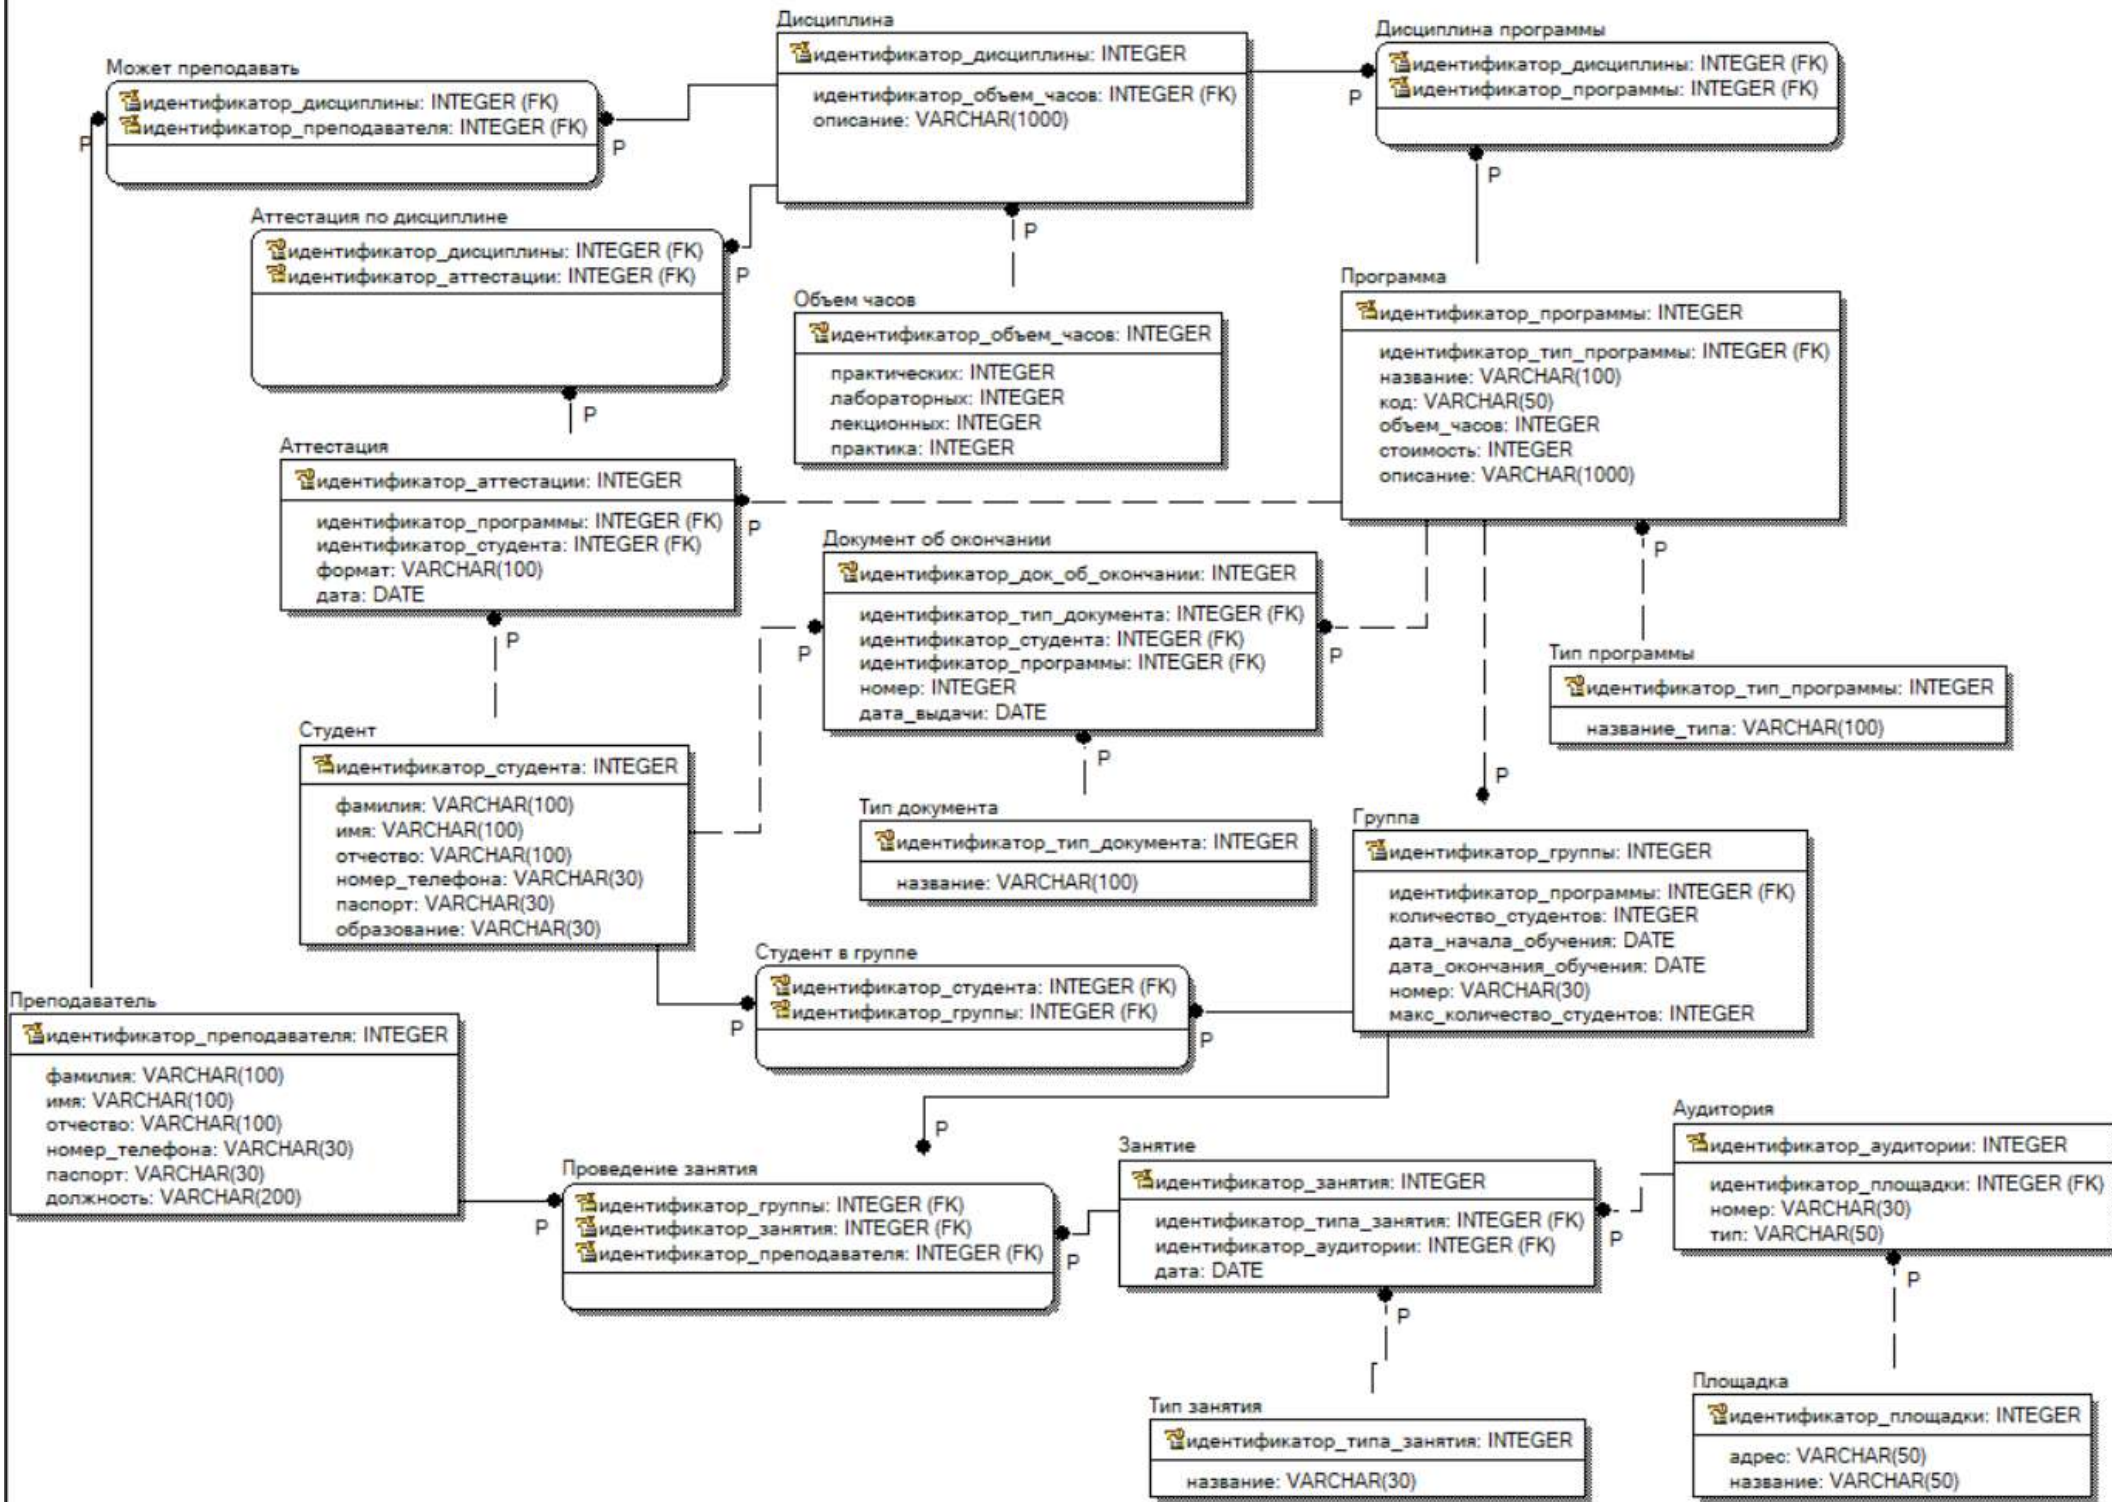 Дисциплина
идентификатор_дисциплины: INTEGER
идентификатор_объем_часов: INTEGER (FK)
описание: VARCHAR(1000)
Дисциплина программы
идентификатор_дисциплины: INTEGER (FK)
идентификатор_программы: INTEGER (FK)
P
P
Может преподавать
идентификатор_дисциплины: INTEGER (FK)
идентификатор_преподавателя: INTEGER (FK)
P
P
Аттестация по дисциплине
идентификатор_дисциплины: INTEGER (FK)
идентификатор_аттестации: INTEGER (FK)
P
P
P
Объем часов
идентификатор_объем_часов: INTEGER
практических: INTEGER
лабораторных: INTEGER
лекционных: INTEGER
практика: INTEGER
Программа
идентификатор_программы: INTEGER
идентификатор_тип_программы: INTEGER (FK)
название: VARCHAR(100)
код: VARCHAR(50)
объем_часов: INTEGER
стоимость: INTEGER
описание: VARCHAR(1000)
P
Аттестация
идентификатор_аттестации: INTEGER
идентификатор_программы: INTEGER (FK)
идентификатор_студента: INTEGER (FK)
формат: VARCHAR(100)
дата: DATE
P
P
Документ об окончании
идентификатор_док_об_окончании: INTEGER
идентификатор_тип_документа: INTEGER (FK)
идентификатор_студента: INTEGER (FK)
идентификатор_программы: INTEGER (FK)
номер: INTEGER
дата_выдачи: DATE
P
P
P
Тип программы
идентификатор_тип_программы: INTEGER
название_типа: VARCHAR(100)
Студент
идентификатор_студента: INTEGER
фамилия: VARCHAR(100)
имя: VARCHAR(100)
отчество: VARCHAR(100)
номер_телефона: VARCHAR(30)
паспорт: VARCHAR(30)
образование: VARCHAR(30)
Тип документа
идентификатор_тип_документа: INTEGER
название: VARCHAR(100)
P
Группа
идентификатор_группы: INTEGER
идентификатор_программы: INTEGER (FK)
количество_студентов: INTEGER
дата_начала_обучения: DATE
дата_окончания_обучения: DATE
номер: VARCHAR(30)
макс_количество_студентов: INTEGER
Студент в группе
идентификатор_студента: INTEGER (FK)
идентификатор_группы: INTEGER (FK)
P
P
Преподаватель
идентификатор_преподавателя: INTEGER
фамилия: VARCHAR(100)
имя: VARCHAR(100)
отчество: VARCHAR(100)
номер_телефона: VARCHAR(30)
паспорт: VARCHAR(30)
должность: VARCHAR(200)
P
Проведение занятия
идентификатор_группы: INTEGER (FK)
идентификатор_занятия: INTEGER (FK)
идентификатор_преподавателя: INTEGER (FK)
P
P
Занятие
идентификатор_занятия: INTEGER
идентификатор_типа_занятия: INTEGER (FK)
идентификатор_аудитории: INTEGER (FK)
дата: DATE
P
P
Аудитория
идентификатор_аудитории: INTEGER
идентификатор_площадки: INTEGER (FK)
номер: VARCHAR(30)
тип: VARCHAR(50)
P
Тип занятия
идентификатор_типа_занятия: INTEGER
название: VARCHAR(30)
Площадка
идентификатор_площадки: INTEGER
адрес: VARCHAR(50)
название: VARCHAR(50)